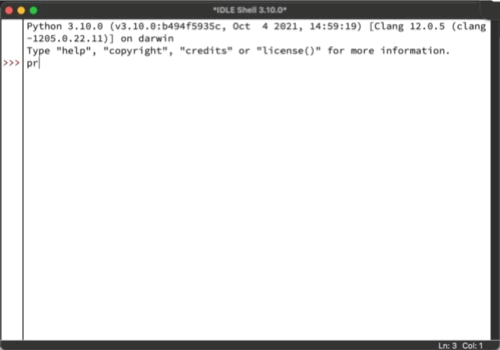 *IDLE Shell 3.10.0*
Python 3.10.0 (v3.10.0:b494f5935c, Oct  4 2021, 14:59:19) [Clang 12.0.5 (clang
-1205.0.22.11)] on darwin
Type "help", "copyright", "credits" or "license()" for more information.
>>> pr
Ln: 3  Col: 1